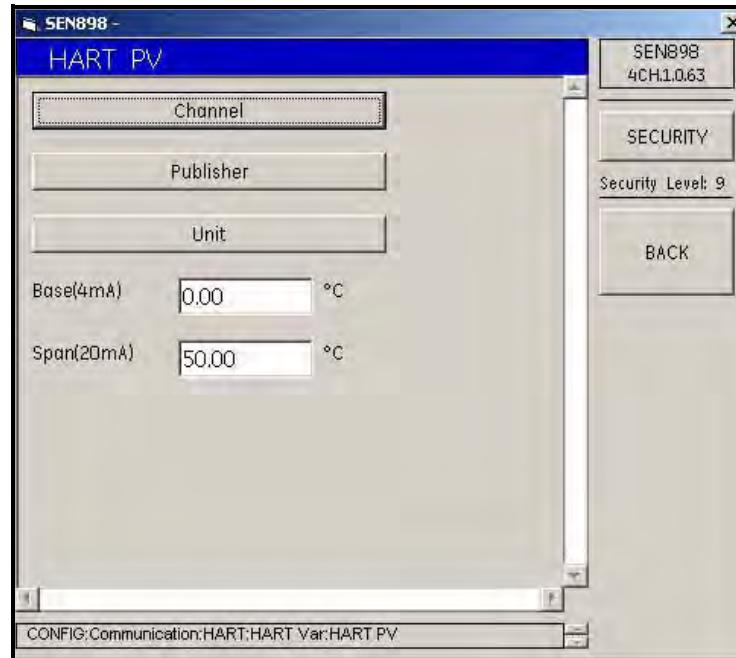 SEN898 -
HART PV
Channel
Publisher
Unit
Base(4mA) 0.00 °C
Span(20mA) 50.00 °C
CONFIG:Communication:HART:HART Var:HART PV
SEN898
4CH.1.0.63
SECURITY
Security Level: 9
BACK